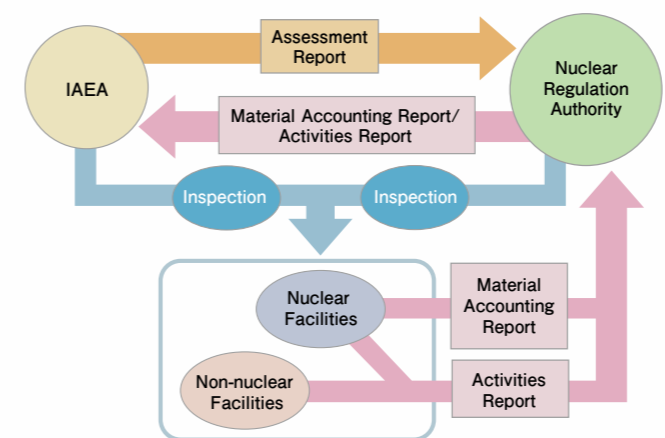 Assessment
Report
IAEA
Nuclear
Regulation
Authority
Material Accounting Report/
Activities Report
Inspection
Inspection
Nuclear
Facilities
Material
Accounting
Report
Non-nuclear
Facilities
Activities
Report